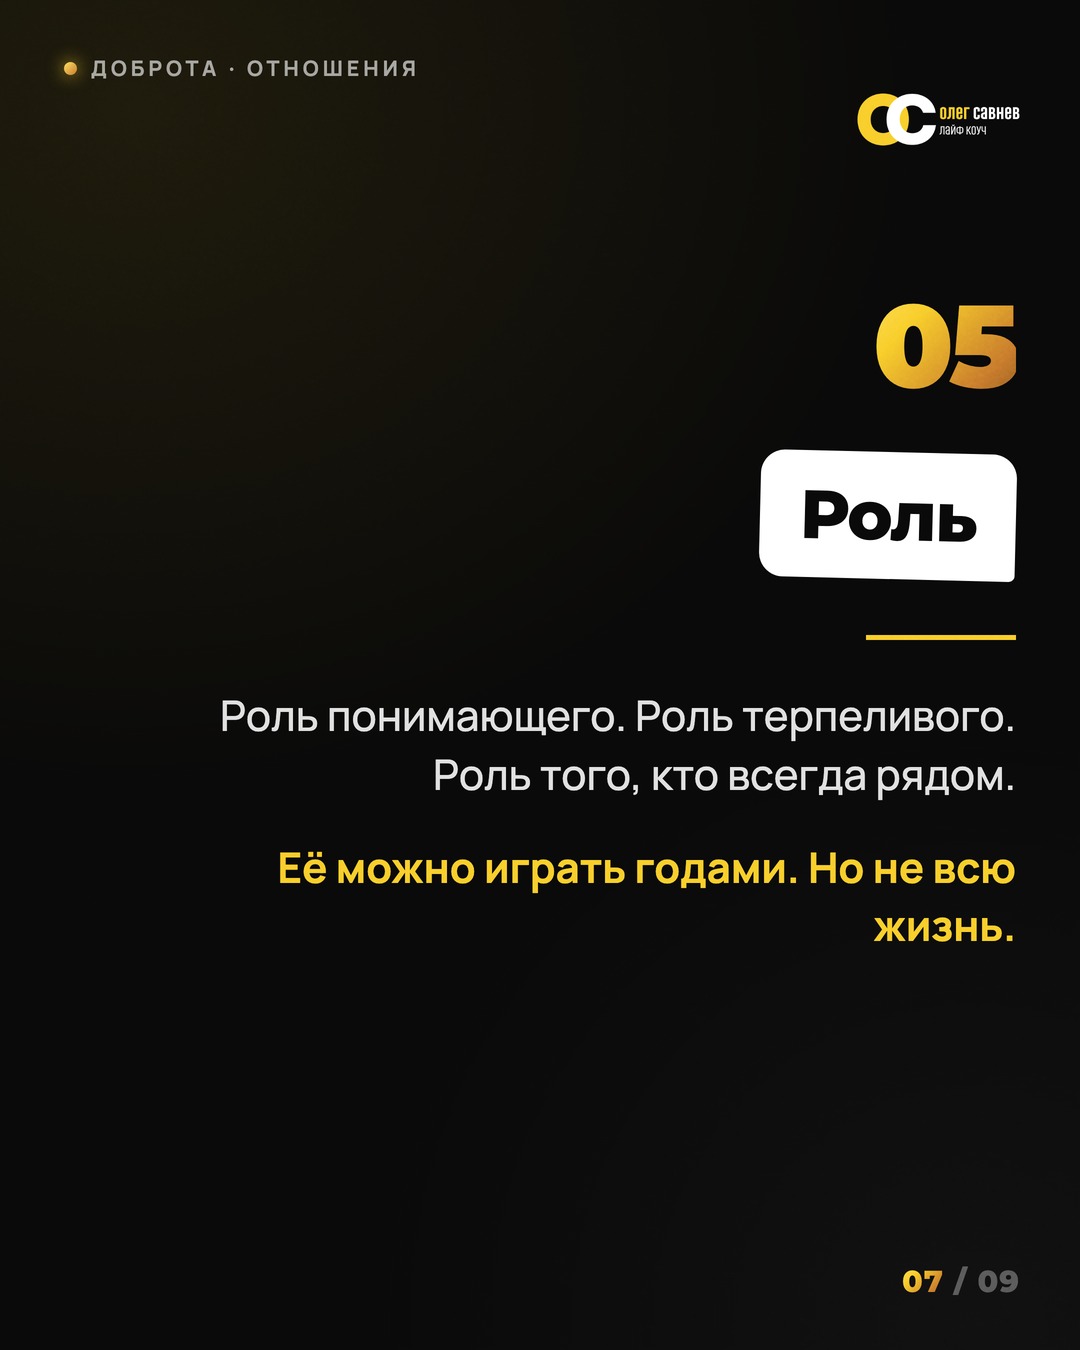 ДОБРОТА · ОТНОШЕНИЯ
ОС олег савнев
ЛАЙФ КОУЧ
05
Роль
Роль понимающего. Роль терпеливого.
Роль того, кто всегда рядом.
Её можно играть годами. Но не всю
жизнь.
07 / 09